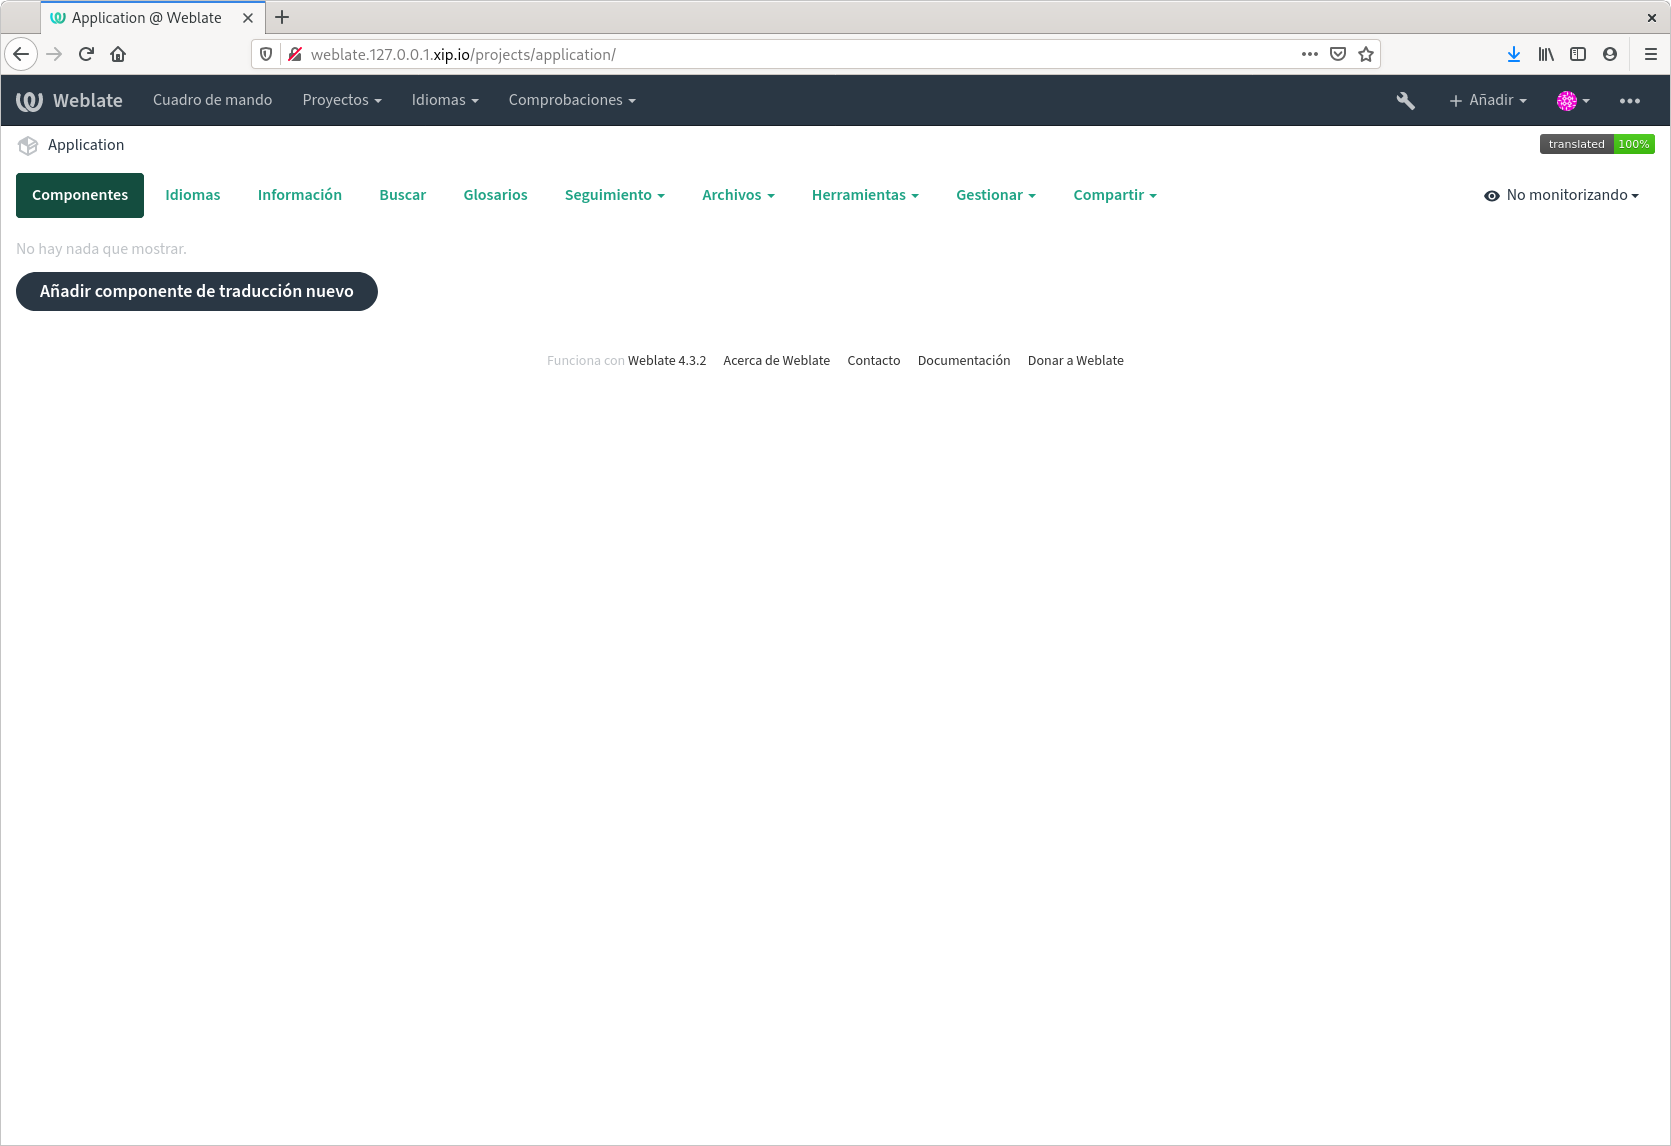 Application @ Weblate
weblate.127.0.0.1.xip.io/projects/application/
Weblate Cuadro de mando Proyectos Idiomas Comprobaciones Añadir
Application translated 100%
Componentes Idiomas Información Buscar Glosarios Seguimiento Archivos Herramientas Gestionar Compartir No monitorizando
No hay nada que mostrar.
Añadir componente de traducción nuevo
Funciona con Weblate 4.3.2 Acerca de Weblate Contacto Documentación Donar a Weblate